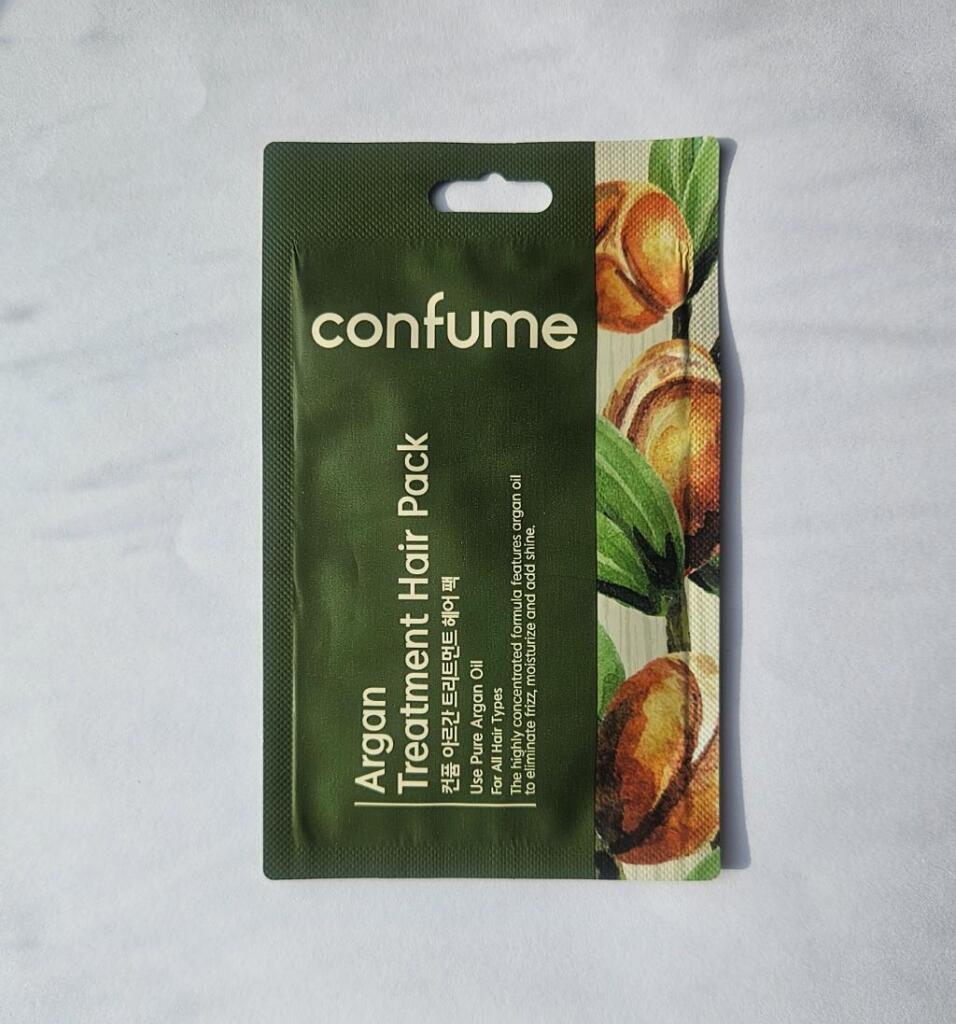 confume
Argan
Treatment Hair Pack
컨퓸 아르간 트리트먼트 헤어 팩
Use Pure Argan Oil
For All Hair Types
The highly concentrated formula features argan oil
to eliminate frizz, moisturize and add shine.